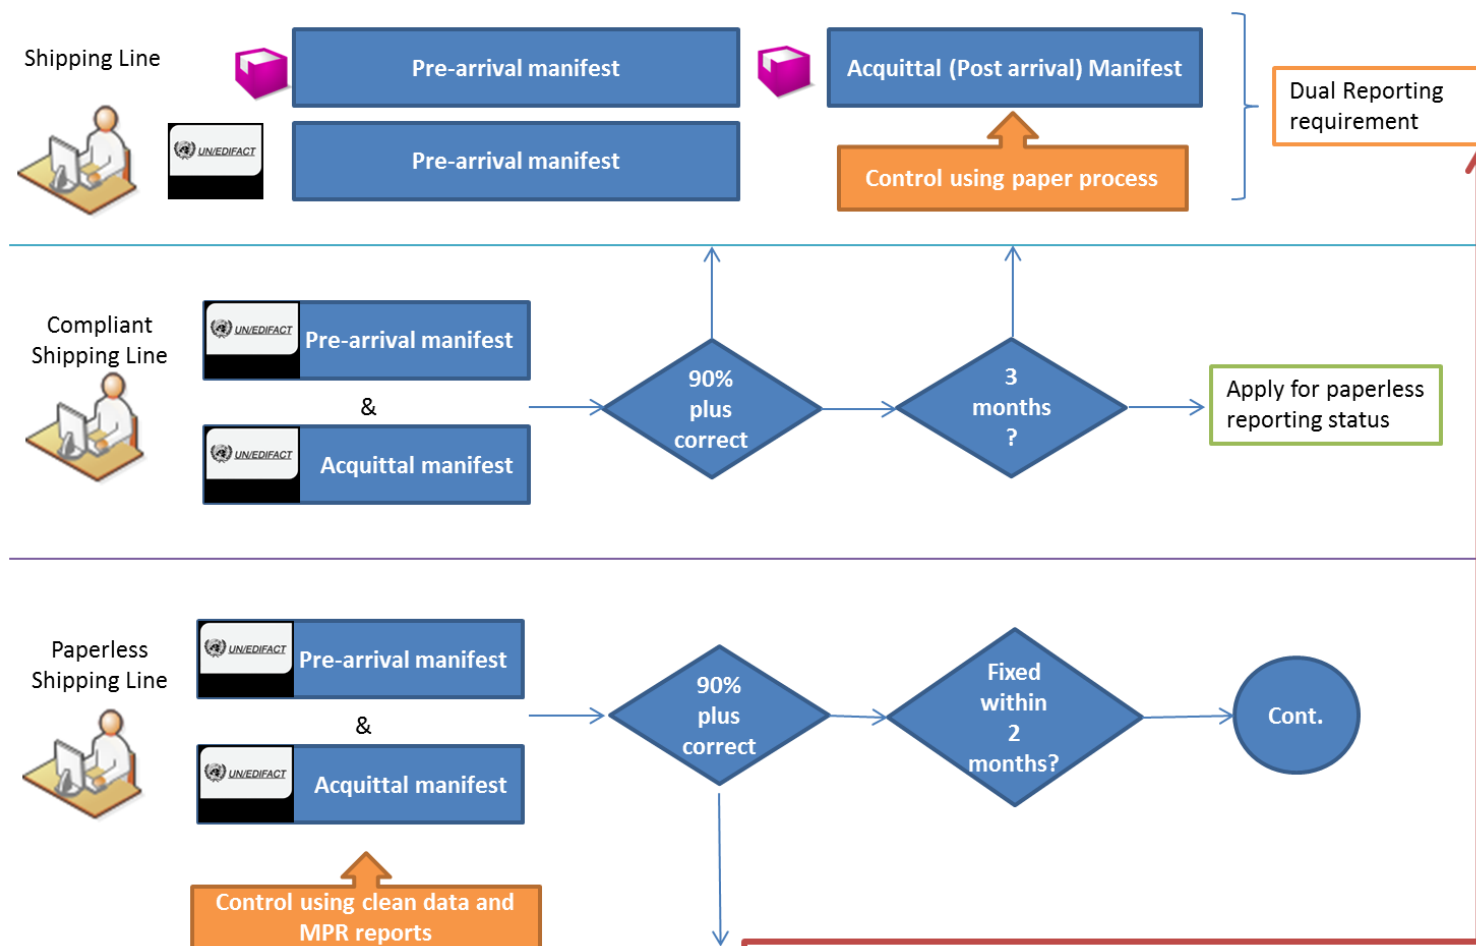 Shipping Line
Pre-arrival manifest
Acquittal (Post arrival) Manifest
Dual Reporting
requirement
UN/EDIFACT
Pre-arrival manifest
Control using paper process
Compliant
Shipping Line
UN/EDIFACT
Pre-arrival manifest
&
UN/EDIFACT
Acquittal manifest
90%
plus
correct
3
months
?
Apply for paperless
reporting status
Paperless
Shipping Line
UN/EDIFACT
Pre-arrival manifest
&
UN/EDIFACT
Acquittal manifest
90%
plus
correct
Fixed
within
2
months?
Cont.
Control using clean data and
MPR reports